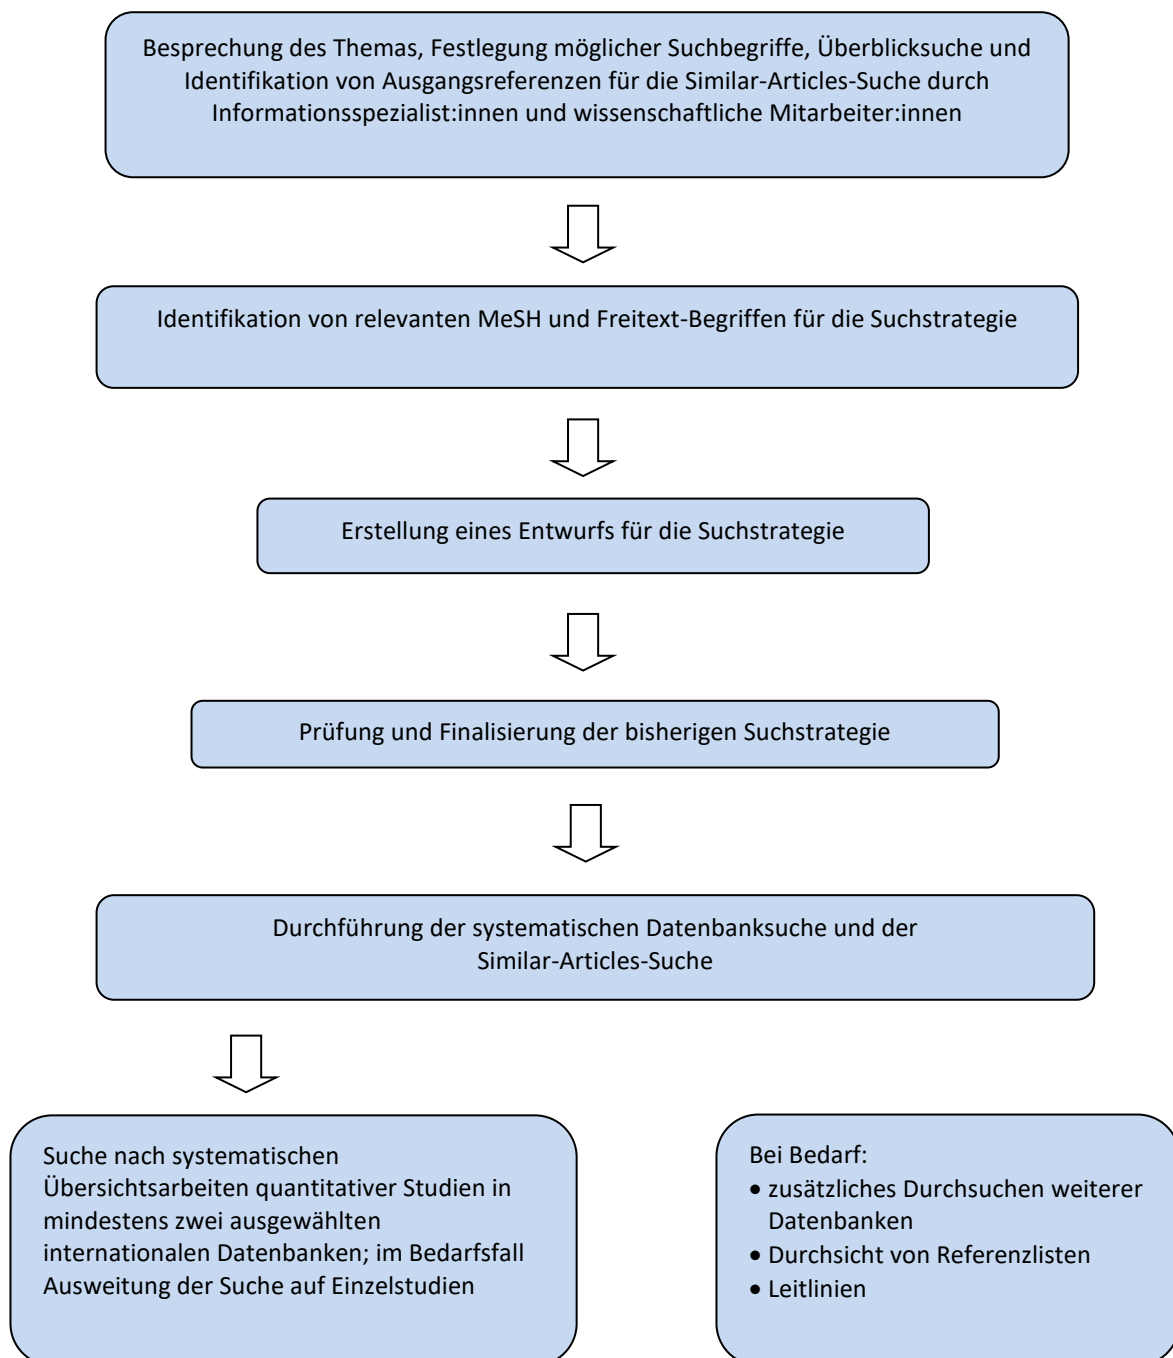 Besprechung des Themas, Festlegung möglicher Suchbegriffe, Überblicksuche und
Identifikation von Ausgangsreferenzen für die Similar-Articles-Suche durch
Informationsspezialist:innen und wissenschaftliche Mitarbeiter:innen
Identifikation von relevanten MeSH und Freitext-Begriffen für die Suchstrategie
Erstellung eines Entwurfs für die Suchstrategie
Prüfung und Finalisierung der bisherigen Suchstrategie
Durchführung der systematischen Datenbanksuche und der
Similar-Articles-Suche
Suche nach systematischen
Übersichtsarbeiten quantitativer Studien in
mindestens zwei ausgewählten
internationalen Datenbanken; im Bedarfsfall
Ausweitung der Suche auf Einzelstudien
Bei Bedarf:
• zusätzliches Durchsuchen weiterer
Datenbanken
• Durchsicht von Referenzlisten
• Leitlinien